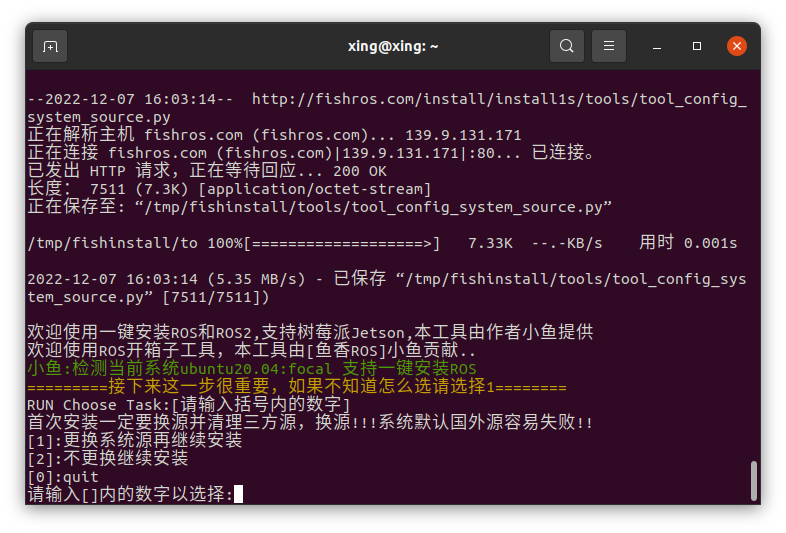 xing@xing: ~
--2022-12-07 16:03:14--  http://fishros.com/install/install1s/tools/tool_config_
system_source.py
正在解析主机 fishros.com (fishros.com)... 139.9.131.171
正在连接 fishros.com (fishros.com)|139.9.131.171|:80... 已连接。
已发出 HTTP 请求，正在等待回应... 200 OK
长度： 7511 (7.3K) [application/octet-stream]
正在保存至: “/tmp/fishinstall/tools/tool_config_system_source.py”
/tmp/fishinstall/to 100%[===================>]   7.33K  --.-KB/s    用时 0.001s
2022-12-07 16:03:14 (5.35 MB/s) - 已保存 “/tmp/fishinstall/tools/tool_config_sys
tem_source.py” [7511/7511])
欢迎使用一键安装ROS和ROS2,支持树莓派Jetson,本工具由作者小鱼提供
欢迎使用ROS开箱子工具，本工具由[鱼香ROS]小鱼贡献..
小鱼:检测当前系统ubuntu20.04:focal 支持一键安装ROS
=========接下来这一步很重要，如果不知道怎么选请选择1========
RUN Choose Task:[请输入括号内的数字]
首次安装一定要换源并清理三方源，换源!!!系统默认国外源容易失败!!
[1]:更换系统源再继续安装
[2]:不更换继续安装
[0]:quit
请输入[]内的数字以选择: